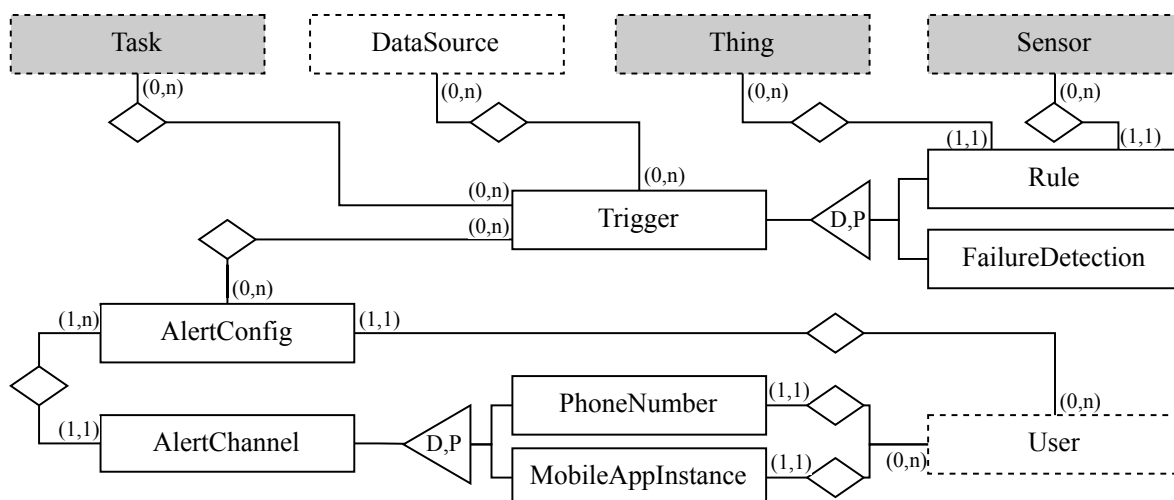 Task
DataSource
Thing
Sensor
(0,n)
(0,n)
(0,n)
(0,n)
(1,1)
(1,1)
(0,n)
(0,n)
Trigger
D,P
Rule
(0,n)
FailureDetection
(0,n)
(1,n)
AlertConfig
(1,1)
PhoneNumber
(1,1)
(0,n)
(1,1)
AlertChannel
D,P
User
MobileAppInstance
(1,1)
(0,n)